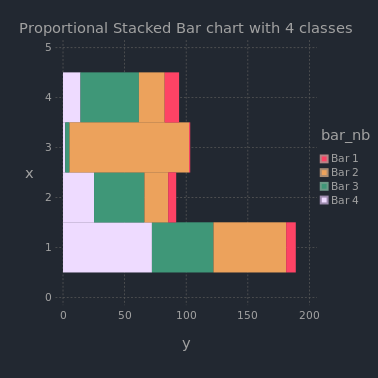 Proportional Stacked Bar chart with 4 classes
5
4
3
2
1
0
x
0 50 100 150 200
y
bar_nb
Bar 1
Bar 2
Bar 3
Bar 4